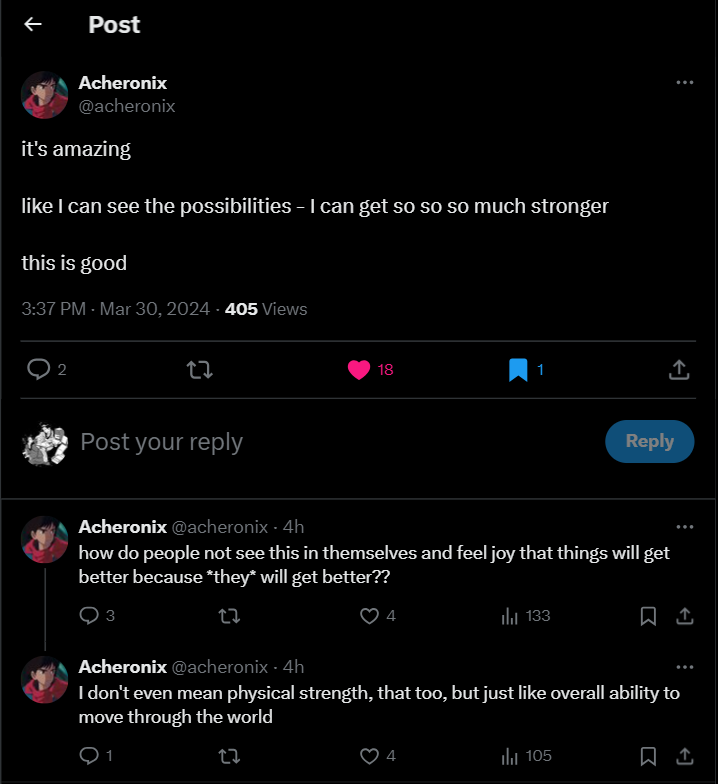 Post
Acheronix
@acheronix
it's amazing
like I can see the possibilities - I can get so so so much stronger
this is good
3:37 PM · Mar 30, 2024 · 405 Views
2 18 1
Post your reply Reply
Acheronix @acheronix · 4h
how do people not see this in themselves and feel joy that things will get
better because *they* will get better??
3 4 133
Acheronix @acheronix · 4h
I don't even mean physical strength, that too, but just like overall ability to
move through the world
1 4 105